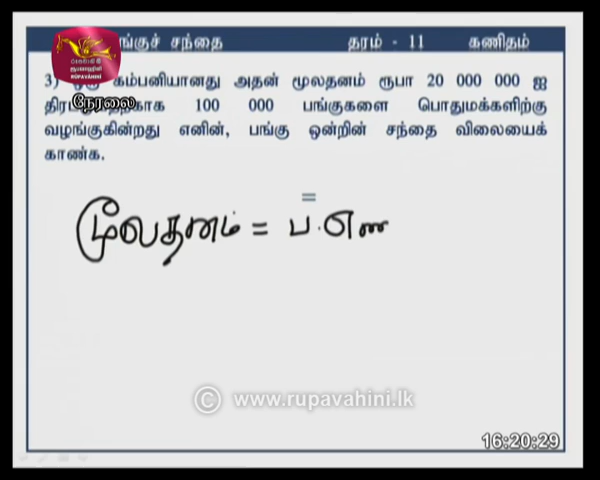 பங்குச் சந்தை தரம் - 11 கணிதம்
3) ஒரு கம்பனியானது அதன் மூலதனம் ரூபா 20 000 000 ஐ
திரட்டுவதற்காக 100 000 பங்குகளை பொதுமக்களிற்கு
வழங்குகின்றது எனின், பங்கு ஒன்றின் சந்தை விலையைக்
காண்க.
RUPAVAHINI
நேரலை
=
மூலதனம் = ப . எண
© www.rupavahini.lk
16:20:29